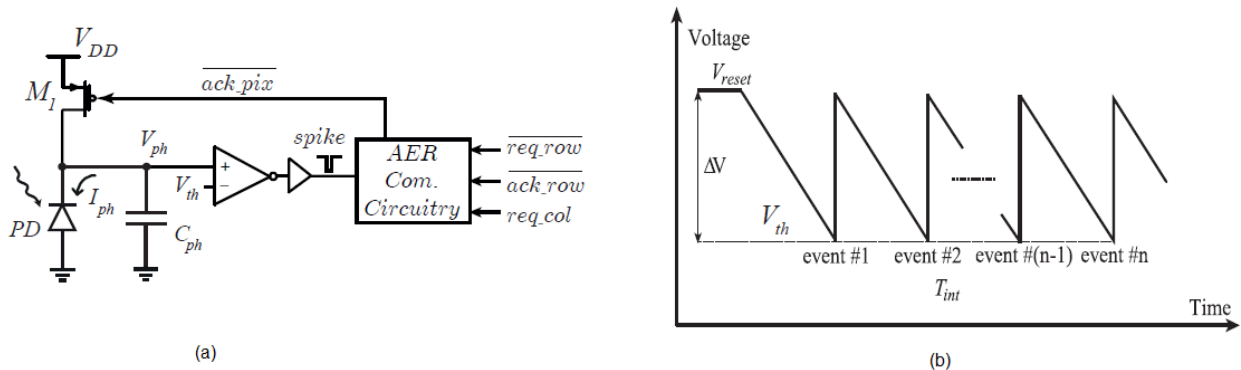 V_DD
M_1
ack_pix
V_ph
spike
V_th
+
−
AER
Com.
Circuitry
req_row
ack_row
req_col
I_ph
PD
C_ph
(a)
Voltage
V_reset
ΔV
V_th
event #1 event #2 event #(n-1) event #n
T_int
Time
(b)